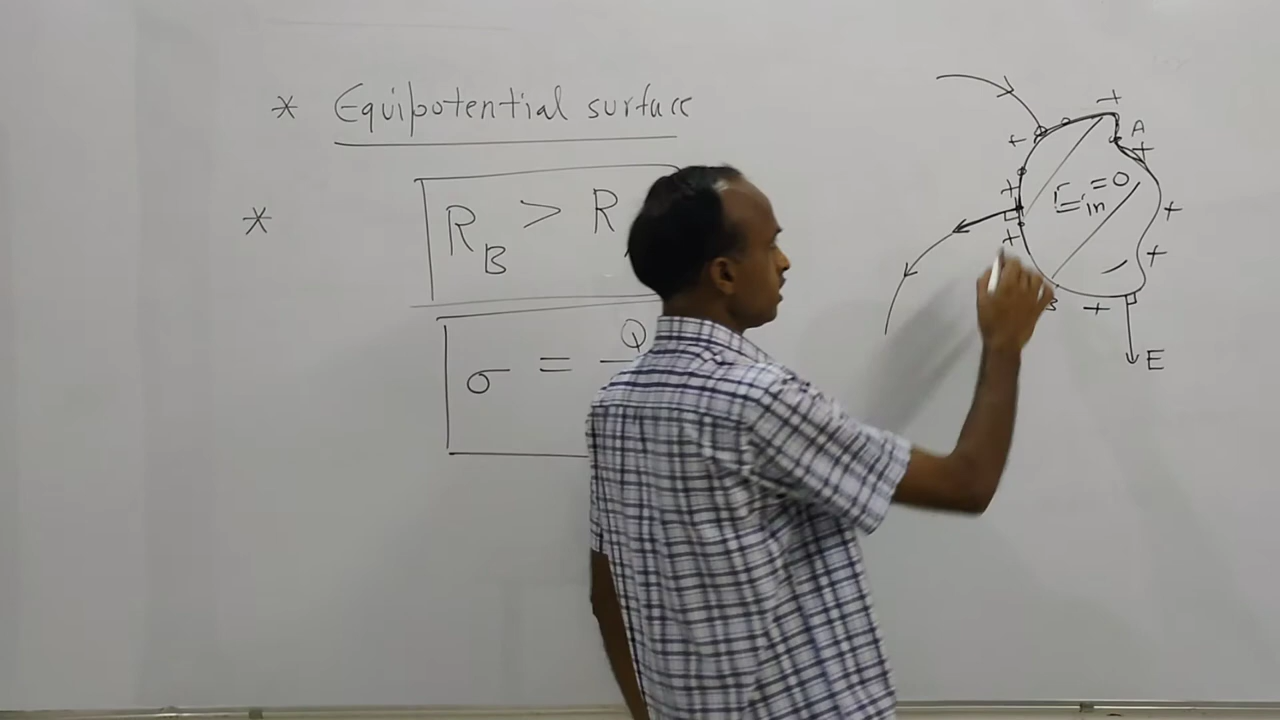 * Equipotential surface
* R_B > R
σ = Q
+
A
+
+
+
+
+
+
+
E_in = 0
B
+
E